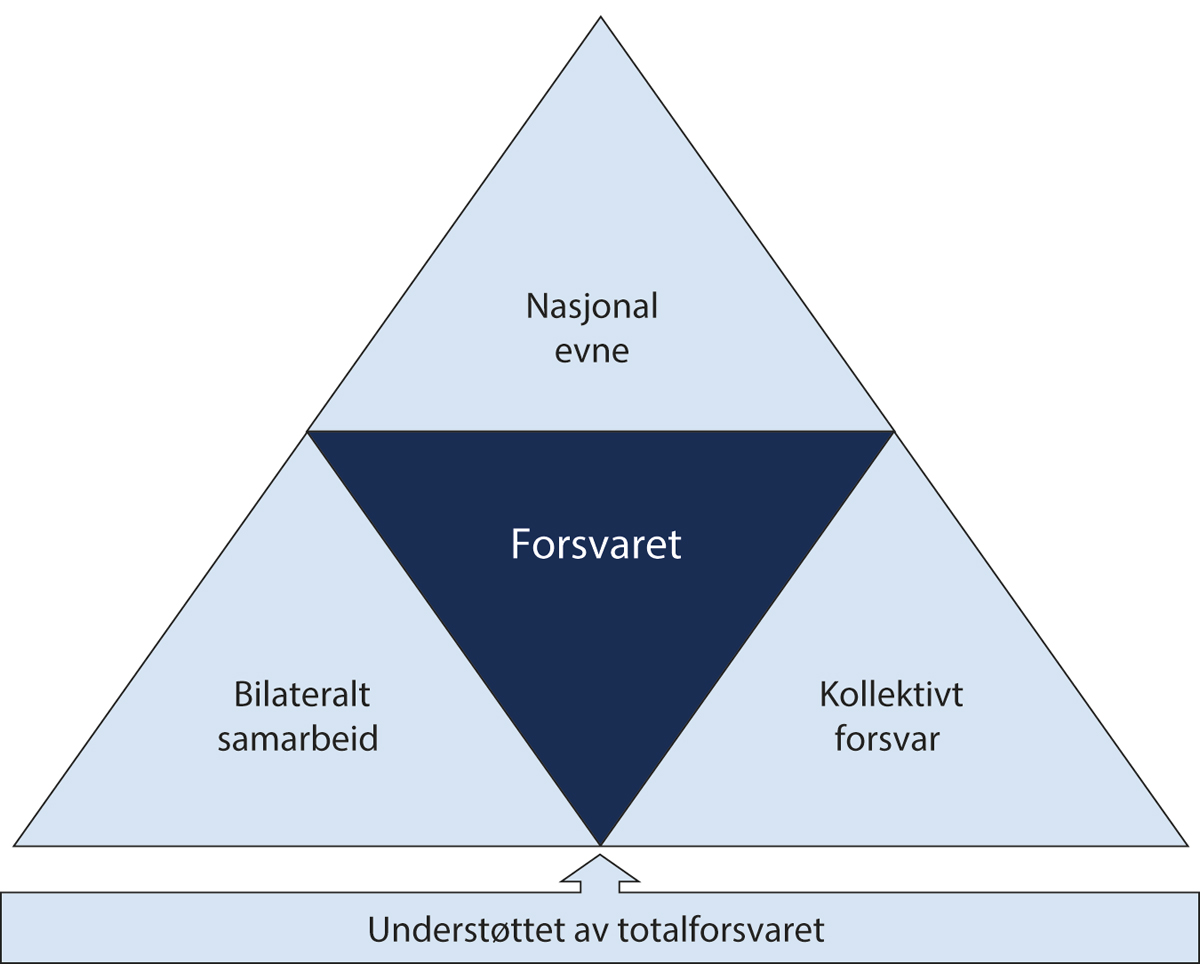 Nasjonal
evne
Forsvaret
Bilateralt
samarbeid
Kollektivt
forsvar
Understøttet av totalforsvaret